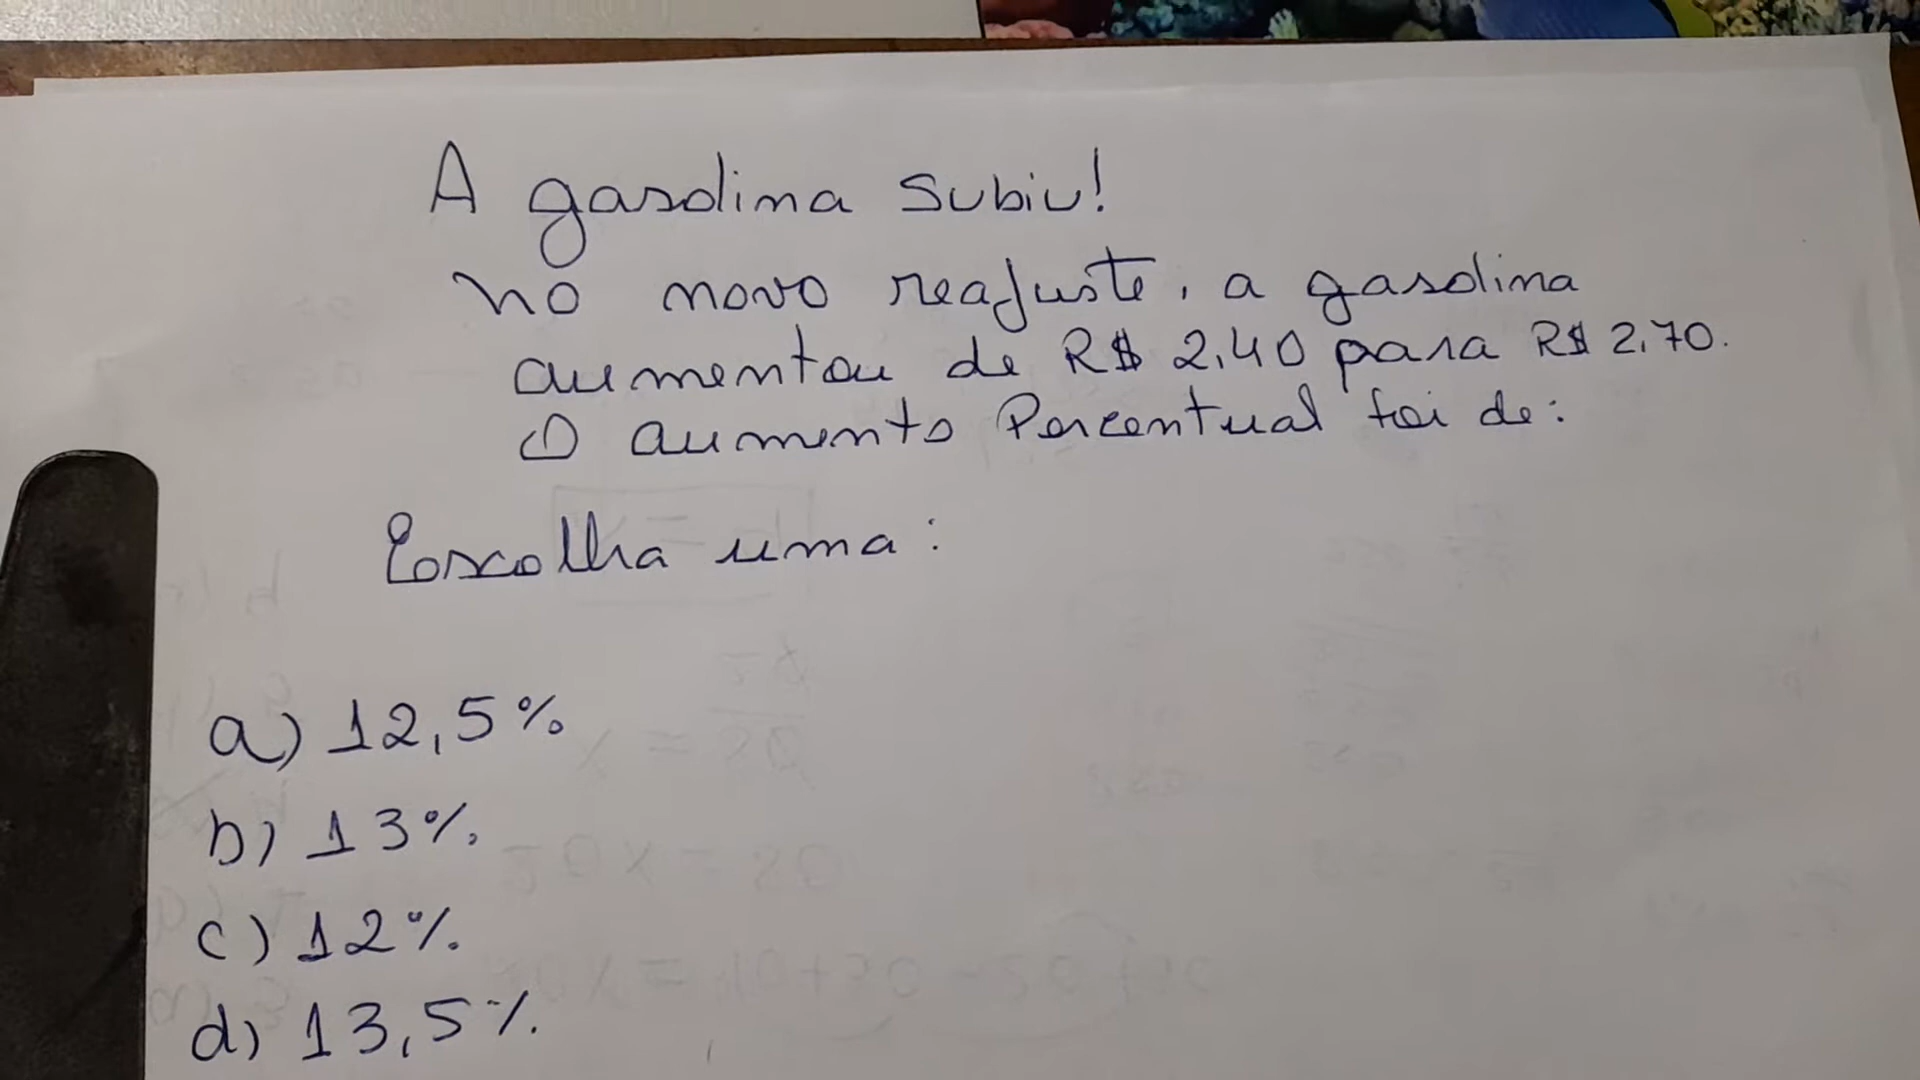 A gasolina subiu!
no novo reajuste, a gasolina
aumentou de R$ 2,40 para R$ 2,70.
O aumento Percentual foi de:
Escolha uma:
a) 12,5%
b) 13%
c) 12%
d) 13,5%